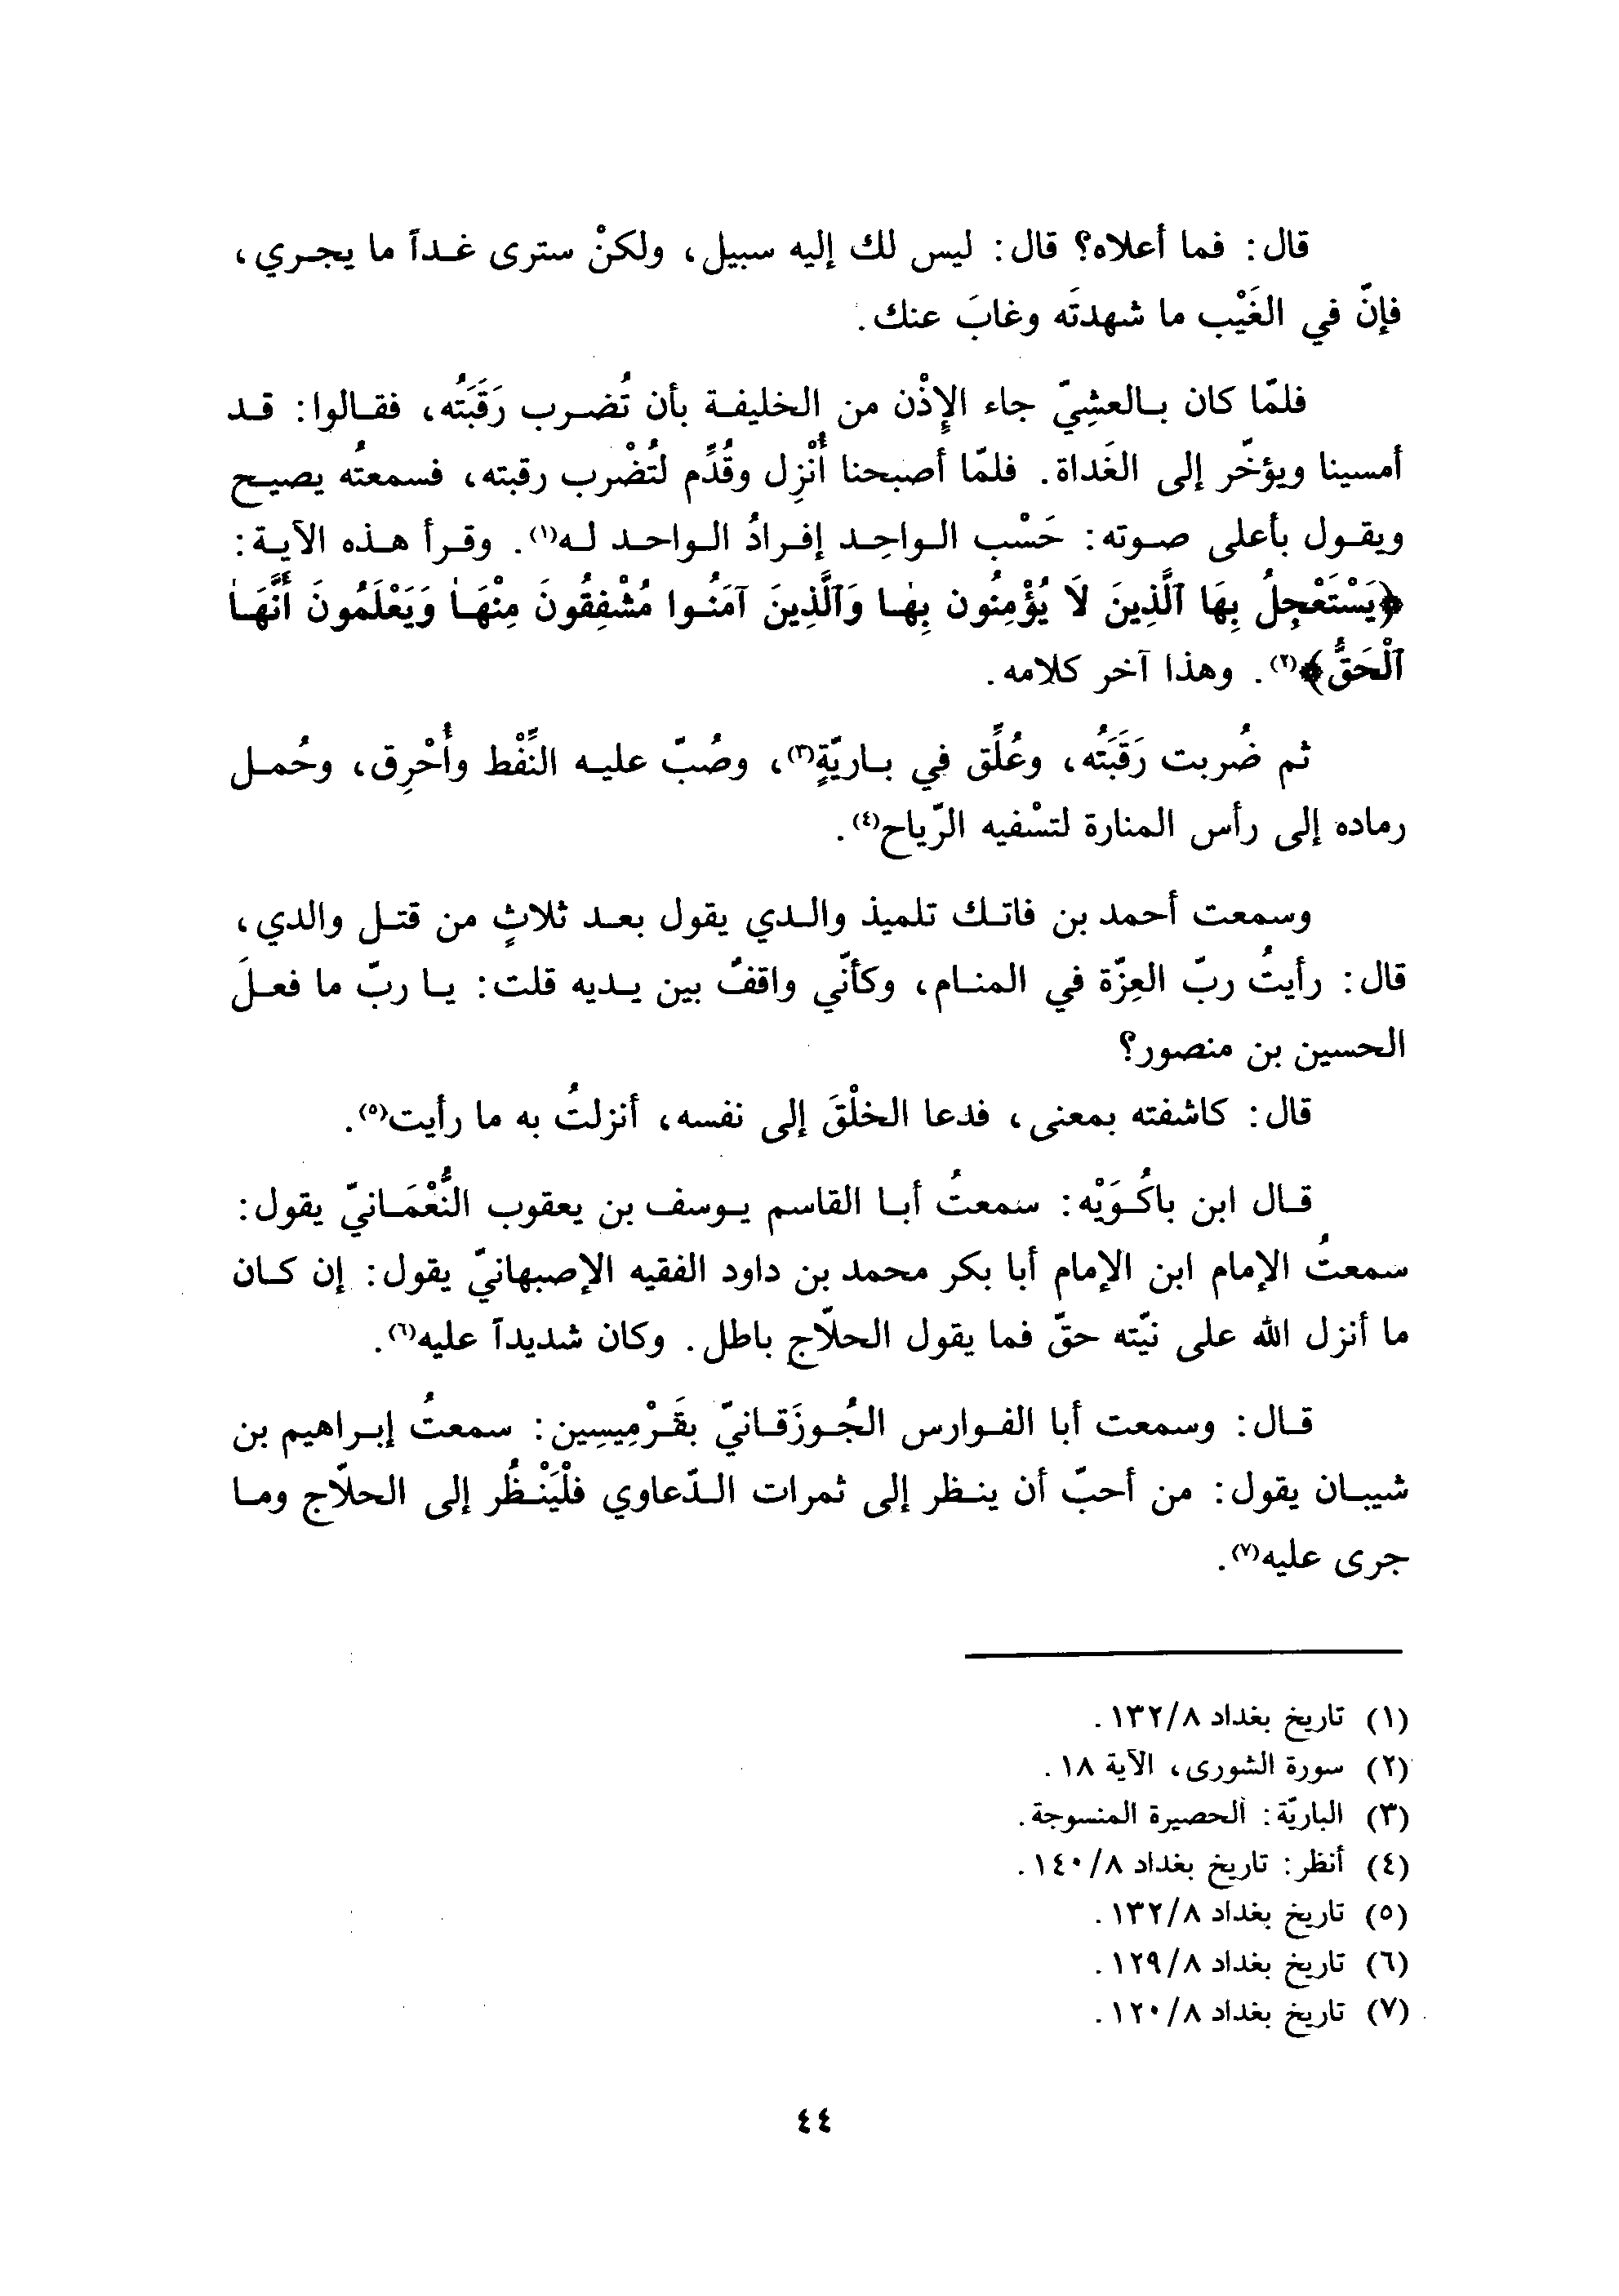 قال: فما أعلاه؟ قال: ليس لك إليه سبيل، ولكنْ سترى غداً ما يجري،
فإنّ في الغَيْب ما شهدتَه وغابَ عنك.
فلمّا كان بالعشِيّ جاء الإِذْن من الخليفة بأن تُضرب رَقَبَتُه، فقالوا: قد
أمسينا ويؤخّر إلى الغَداة. فلمّا أصبحنا أُنْزِل وقُدِّم لتُضْرب رقبته، فسمعتُه يصيح
ويقول بأعلى صوته: حَسْب الواحِد إفرادُ الواحد له(١). وقرأ هذه الآية:
﴿يَسْتَعْجِلُ بِهَا ٱلَّذِينَ لَا يُؤْمِنُون بِهَا وَٱلَّذِينَ آمَنُوا مُشْفِقُونَ مِنْهَا وَيَعْلَمُونَ أَنَّهَا
ٱلْحَقُّ﴾(٢). وهذا آخر كلامه.
ثم ضُربت رَقَبَتُه، وعُلِّق في باريّةٍ(٣)، وصُبّ عليه النِّفْط وأُحْرِق، وحُمل
رماده إلى رأس المنارة لتسْفيه الرّياح(٤).
وسمعت أحمد بن فاتك تلميذ والدي يقول بعد ثلاثٍ من قتل والدي،
قال: رأيتُ ربّ العِزّة في المنام، وكأنّي واقفٌ بين يديه قلت: يا ربّ ما فعلَ
الحسين بن منصور؟
قال: كاشفته بمعنى، فدعا الخلْقَ إلى نفسه، أنزلتُ به ما رأيت(٥).
قال ابن باكُوَيْه: سمعتُ أبا القاسم يوسف بن يعقوب النُّعْمَانيّ يقول:
سمعتُ الإمام ابن الإمام أبا بكر محمد بن داود الفقيه الإصبهانيّ يقول: إن كان
ما أنزل الله على نبّته حقّ فما يقول الحلّاج باطل. وكان شديداً عليه(٦).
قال: وسمعت أبا الفوارس الجُوزَقانيّ بقَرْمِيسِين: سمعتُ إبراهيم بن
شيبان يقول: من أحبّ أن ينظر إلى ثمرات الدّعاوي فلْيَنْظُر إلى الحلّاج وما
جرى عليه(٧).
(١) تاريخ بغداد ١٣٢/٨.
(٢) سورة الشورى، الآية ١٨.
(٣) الباريّة: الحصيرة المنسوجة.
(٤) أنظر: تاريخ بغداد ١٤٠/٨.
(٥) تاريخ بغداد ١٣٢/٨.
(٦) تاريخ بغداد ١٢٩/٨.
(٧) تاريخ بغداد ١٢٠/٨.
٤٤